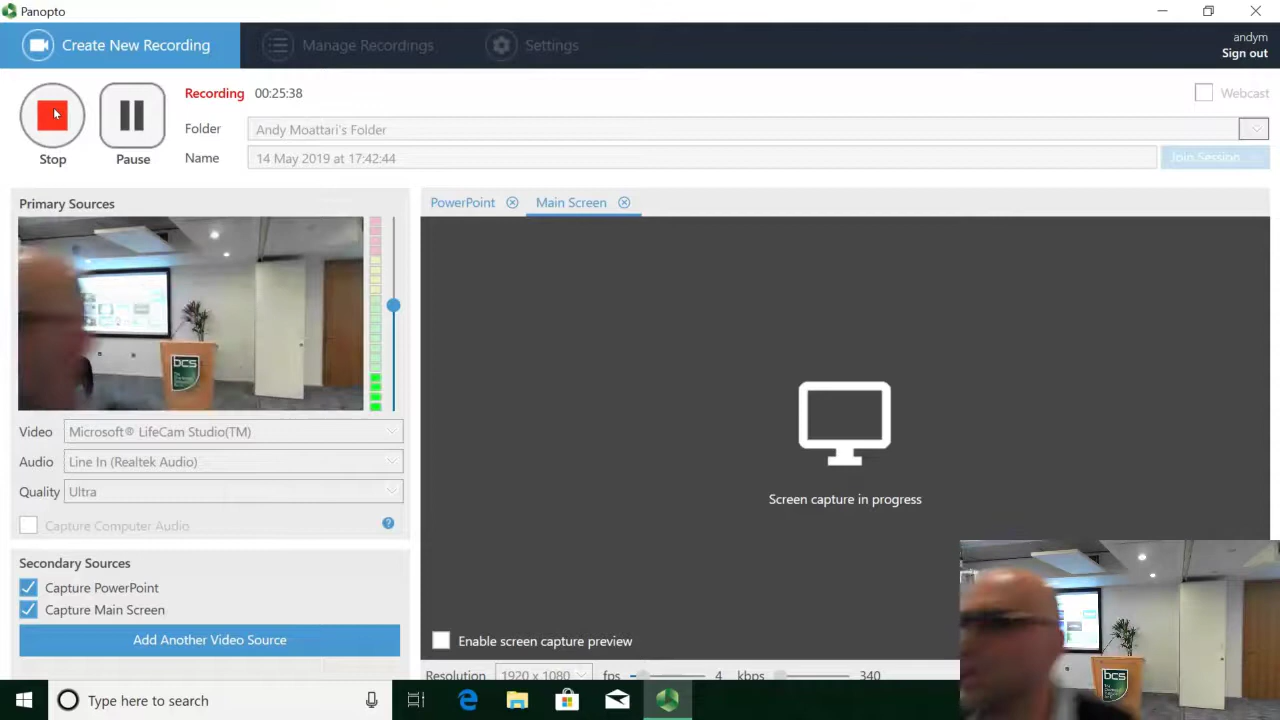 Panopto
Create New Recording
Manage Recordings
Settings
andym
Sign out
Recording 00:25:38
Webcast
Folder Andy Moattari's Folder
Name 14 May 2019 at 17:42:44
Join Session
Stop
Pause
Primary Sources
PowerPoint
Main Screen
bcs
Video Microsoft® LifeCam Studio(TM)
Audio Line In (Realtek Audio)
Quality Ultra
Capture Computer Audio
?
Screen capture in progress
Secondary Sources
Capture PowerPoint
Capture Main Screen
Add Another Video Source
Enable screen capture preview
Resolution 1920 x 1080 fps 4 kbps 340
bcs
Type here to search